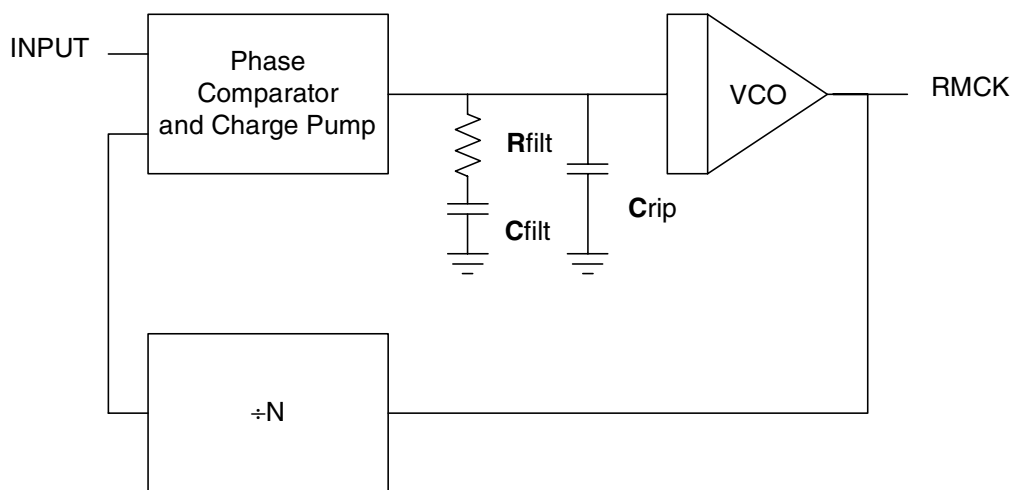 INPUT
Phase
Comparator
and Charge Pump
VCO
RMCK
Rfilt
Crip
Cfilt
÷N